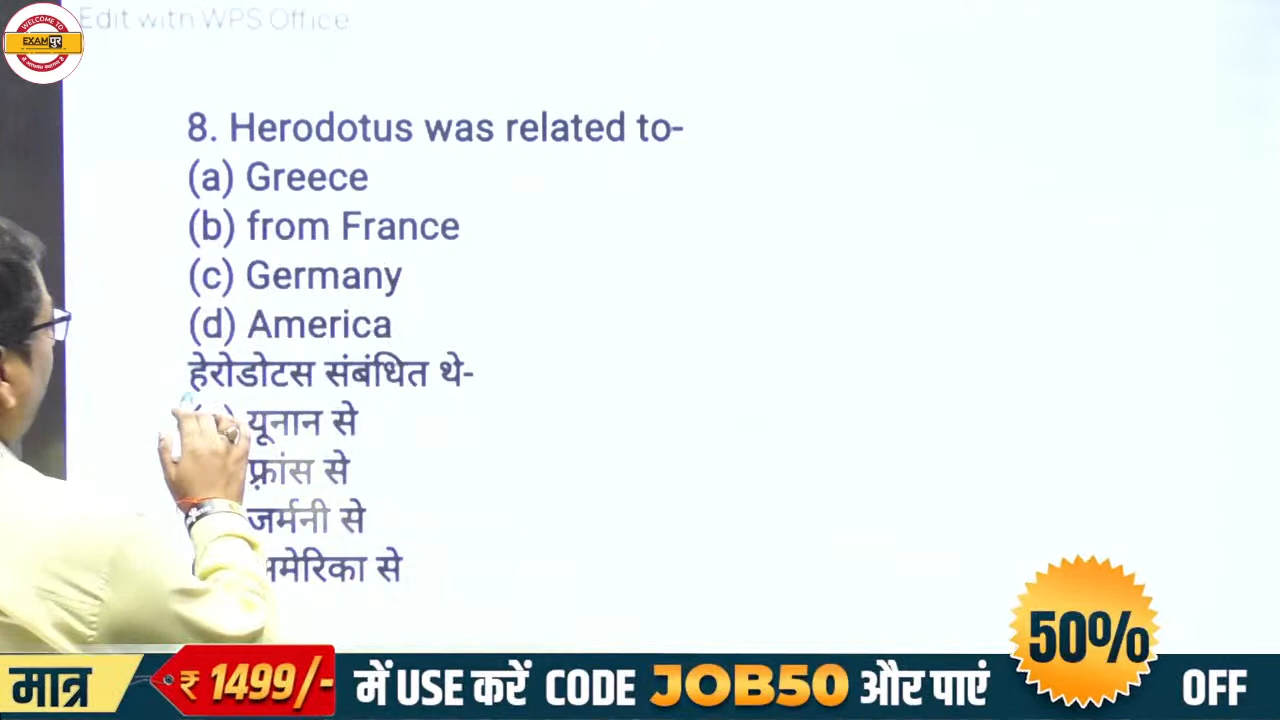 Edit with WPS Office
WELCOME TO
EXAMपुर
8. Herodotus was related to-
(a) Greece
(b) from France
(c) Germany
(d) America
हेरोडोटस संबंधित थे-
यूनान से
फ़्रांस से
जर्मनी से
से
मात्र ₹ 1499/- में USE करें CODE JOB50 और पाएं 50% OFF